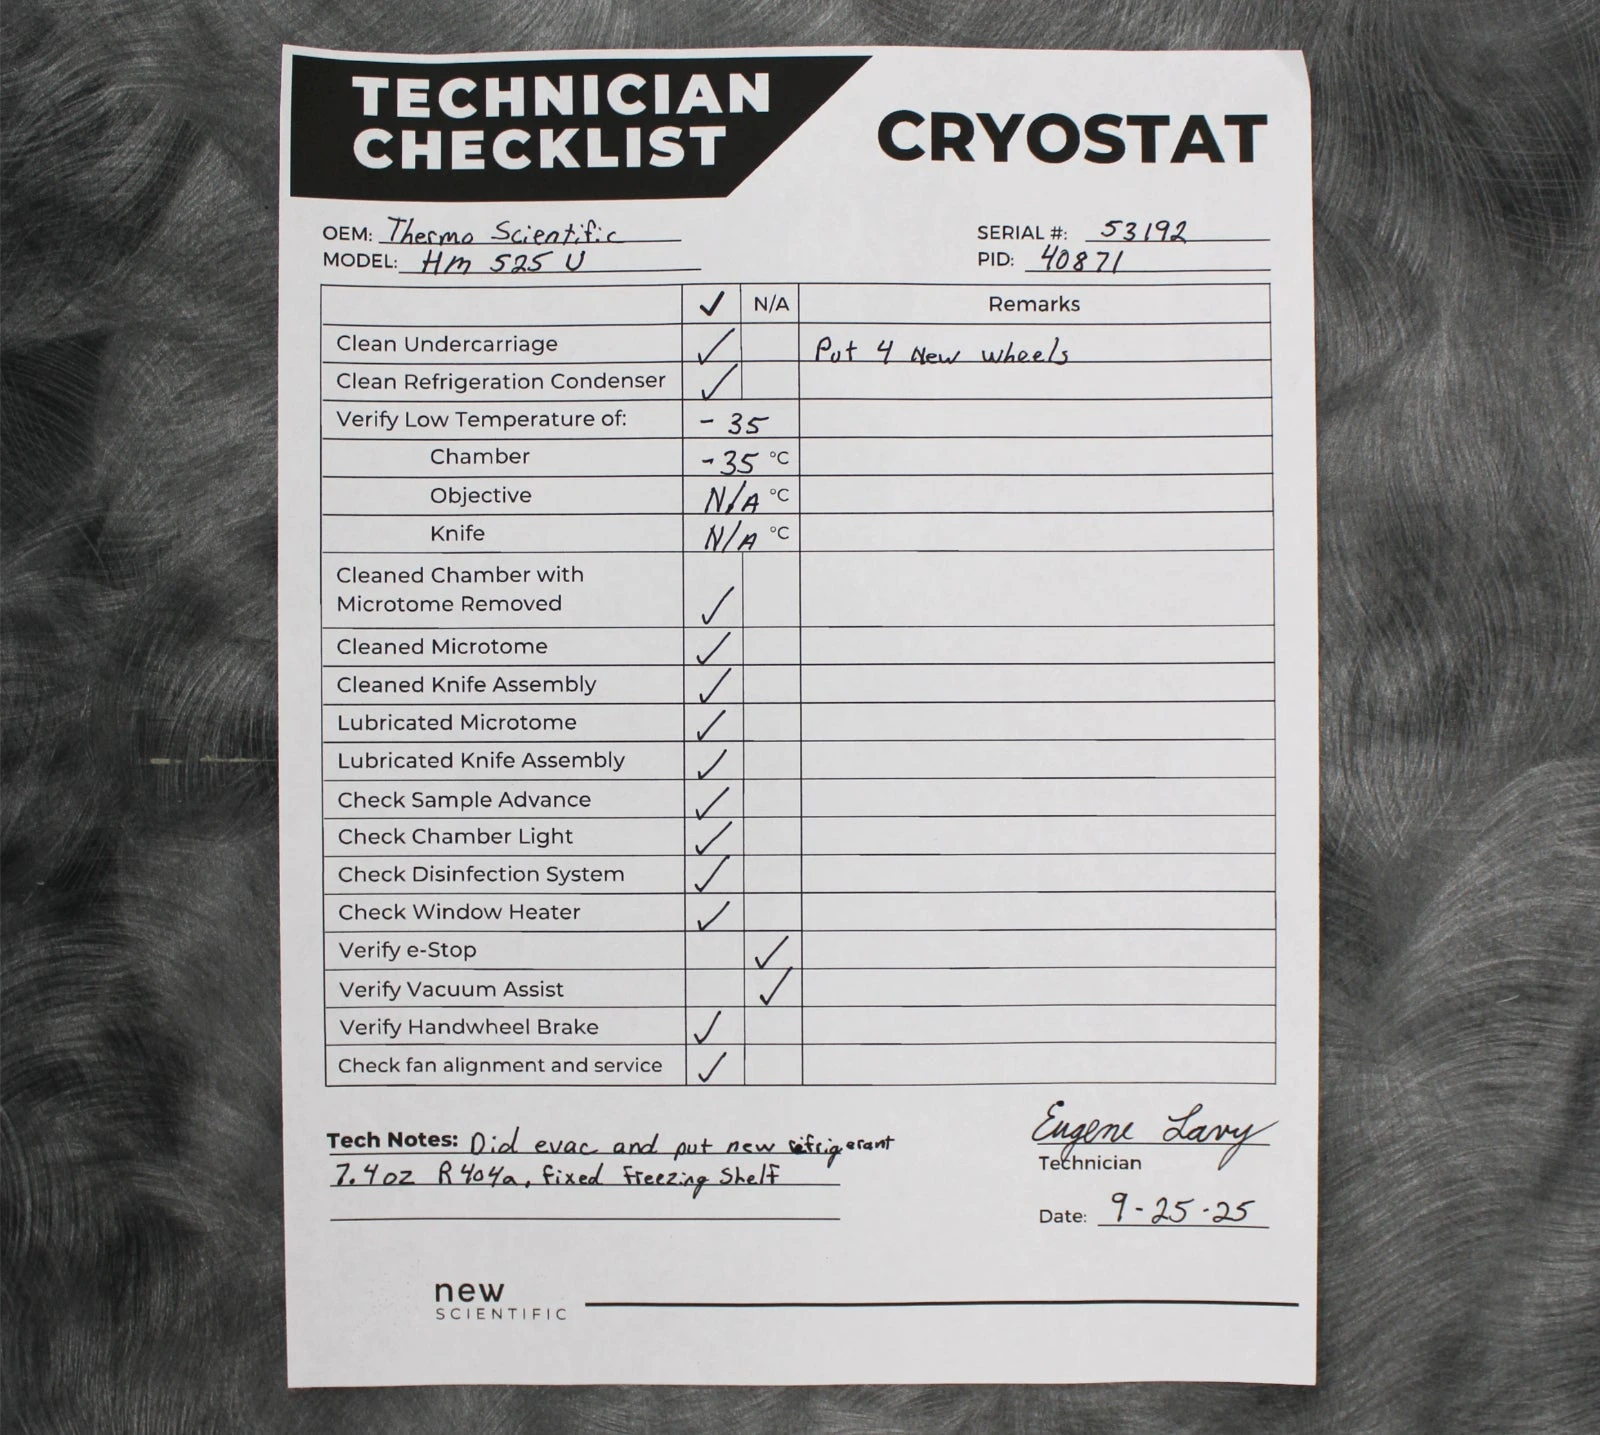 TECHNICIAN
CHECKLIST
CRYOSTAT
OEM: Thermo Scientific
SERIAL #: 53192
MODEL: Hm 525 U
PID: 40871
✓ N/A Remarks
Clean Undercarriage ✓ Put 4 New wheels
Clean Refrigeration Condenser ✓
Verify Low Temperature of: - 35
Chamber -35 °C
Objective N/A °C
Knife N/A °C
Cleaned Chamber with
Microtome Removed ✓
Cleaned Microtome ✓
Cleaned Knife Assembly ✓
Lubricated Microtome ✓
Lubricated Knife Assembly ✓
Check Sample Advance ✓
Check Chamber Light ✓
Check Disinfection System ✓
Check Window Heater ✓
Verify e-Stop ✓
Verify Vacuum Assist ✓
Verify Handwheel Brake ✓
Check fan alignment and service ✓
Tech Notes: Did evac and put new refrigerant
7.4oz R404a, fixed Freezing Shelf
Eugene Lavy
Technician
Date: 9-25-25
new
SCIENTIFIC